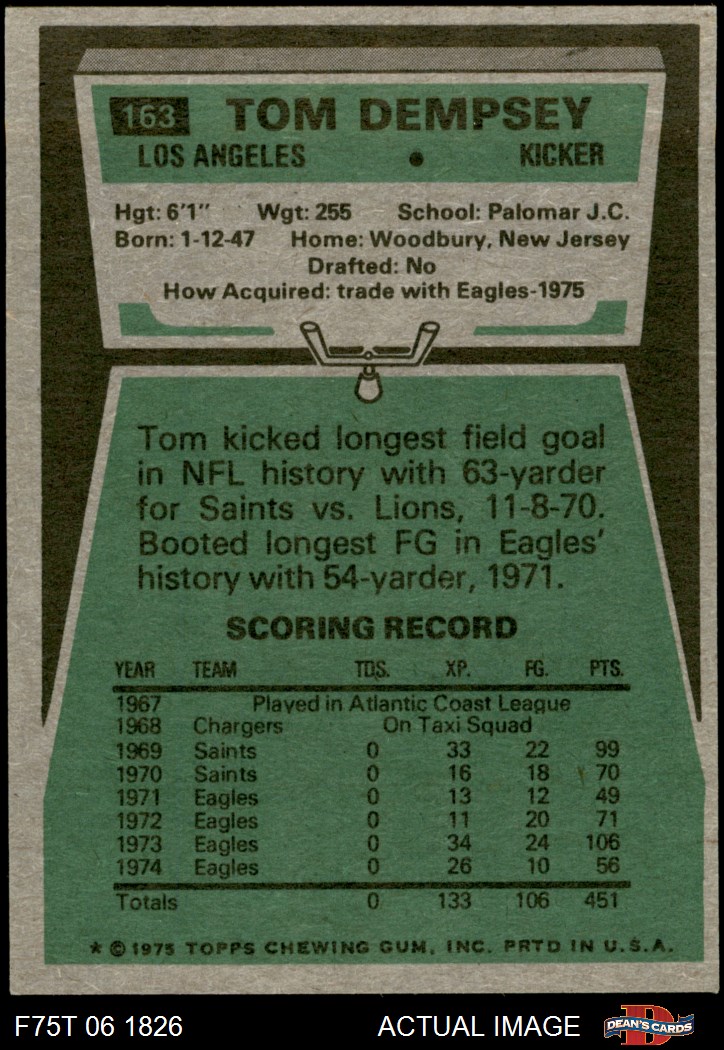 163 TOM DEMPSEY
LOS ANGELES • KICKER
Hgt: 6'1" Wgt: 255 School: Palomar J.C.
Born: 1-12-47 Home: Woodbury, New Jersey
Drafted: No
How Acquired: trade with Eagles-1975
Tom kicked longest field goal
in NFL history with 63-yarder
for Saints vs. Lions, 11-8-70.
Booted longest FG in Eagles'
history with 54-yarder, 1971.
SCORING RECORD
YEAR TEAM TDS. XP. FG. PTS.
1967 Played in Atlantic Coast League
1968 Chargers On Taxi Squad
1969 Saints 0 33 22 99
1970 Saints 0 16 18 70
1971 Eagles 0 13 12 49
1972 Eagles 0 11 20 71
1973 Eagles 0 34 24 106
1974 Eagles 0 26 10 56
Totals 0 133 106 451
* © 1975 TOPPS CHEWING GUM, INC. PRTD IN U.S.A.
F75T 06 1826 ACTUAL IMAGE D DEAN'S CARDS